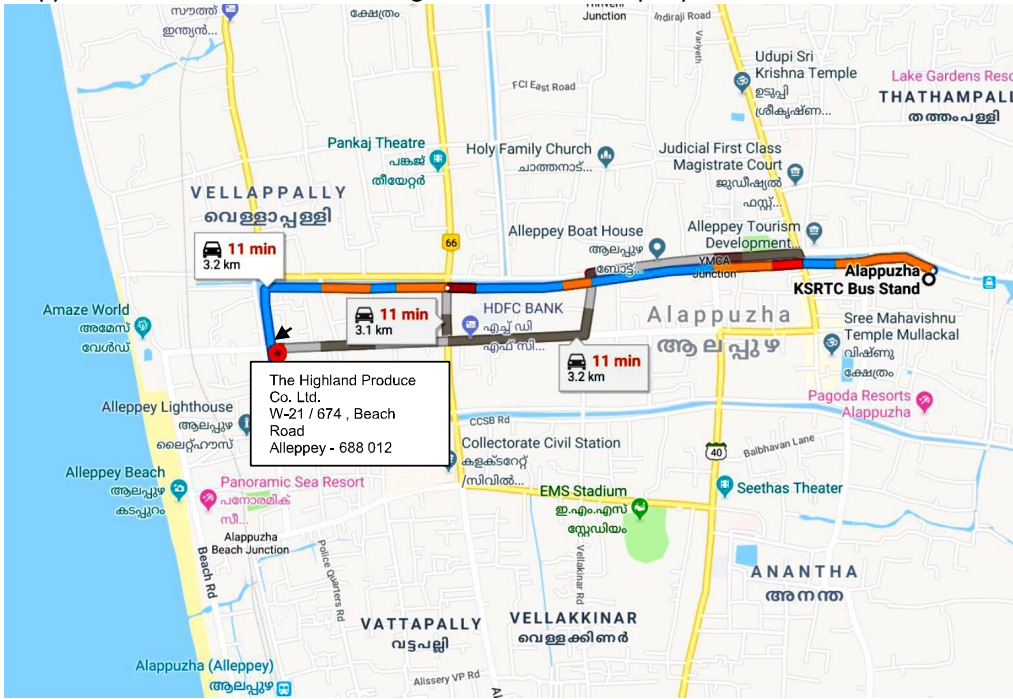 സൗത്ത്
ഇന്ത്യൻ...
ക്ഷേത്രം
Junction
Indiraji Road
Variyeth
FCI East Road
Udupi Sri
Krishna Temple
ഉടുപ്പി
ശ്രീകൃഷ്ണ...
Lake Gardens Reso
THATHAMPALL
തത്തംപള്ളി
Pankaj Theatre
പങ്കജ്
തീയേറ്റർ
Holy Family Church
ചാത്തനാട്...
Judicial First Class
Magistrate Court
ജുഡീഷ്യൽ
ഫസ്റ്റ്...
VELLAPPALLY
വെള്ളാപ്പള്ളി
66
Alleppey Boat House
ആലപ്പുഴ
ബോട്ട്...
Alleppey Tourism
Development...
YMCA
Junction
11 min
3.2 km
Alappuzha
KSRTC Bus Stand
Amaze World
അമേസ്
വേൾഡ്
11 min
3.1 km
HDFC BANK
എച്ച് ഡി
എഫ് സി...
Alappuzha
ആലപ്പുഴ
Sree Mahavishnu
Temple Mullackal
വിഷ്ണു
ക്ഷേത്രം
11 min
3.2 km
The Highland Produce
Co. Ltd.
W-21 / 674 , Beach
Road
Alleppey - 688 012
Pagoda Resorts
Alappuzha
Alleppey Lighthouse
ആലപ്പുഴ
ലൈറ്റ്ഹൗസ്
CCSB Rd
Collectorate Civil Station
കളക്ടറേറ്റ്
/സിവിൽ...
40
Balbhavan Lane
Alleppey Beach
ആലപ്പുഴ
കടപ്പുറം
Panoramic Sea Resort
പനോരമിക്
സീ...
EMS Stadium
ഇ.എം.എസ്
സ്റ്റേഡിയം
Seethas Theater
Alappuzha
Beach Junction
Beach Rd
Police Quarters Rd
Vellakinar Rd
ANANTHA
അനന്ത
VATTAPALLY
വട്ടപല്ലി
VELLAKKINAR
വെള്ളക്കിണർ
Alappuzha (Alleppey)
ആലപ്പുഴ
Alissery VP Rd